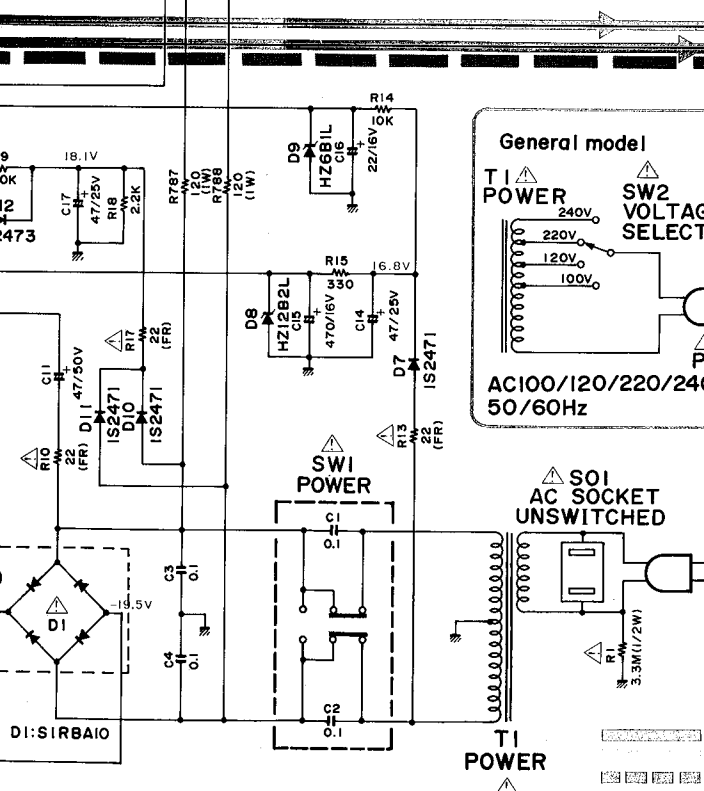 R14
10K
D9
HZ6B1L
C16
22/16V
General model
T1
POWER
SW2
VOLTAG
SELECT
240V
220V
120V
100V
AC100/120/220/240
50/60Hz
9
0K
18.1V
C17
47/25V
R18
2.2K
12
2473
R787
120
(1W)
R788
120
(1W)
R15
330
16.8V
D8
HZ12B2L
C15
470/16V
C14
47/25V
D7
1S2471
R17
22
(FR)
C11
47/50V
D11
1S2471
D10
1S2471
R10
22
(FR)
R13
22
(FR)
SW1
POWER
SO1
AC SOCKET
UNSWITCHED
C1
0.1
C3
0.1
C4
0.1
C2
0.1
D1
-19.5V
R1
3.3M(1/2W)
D1:S1RBA10
T1
POWER